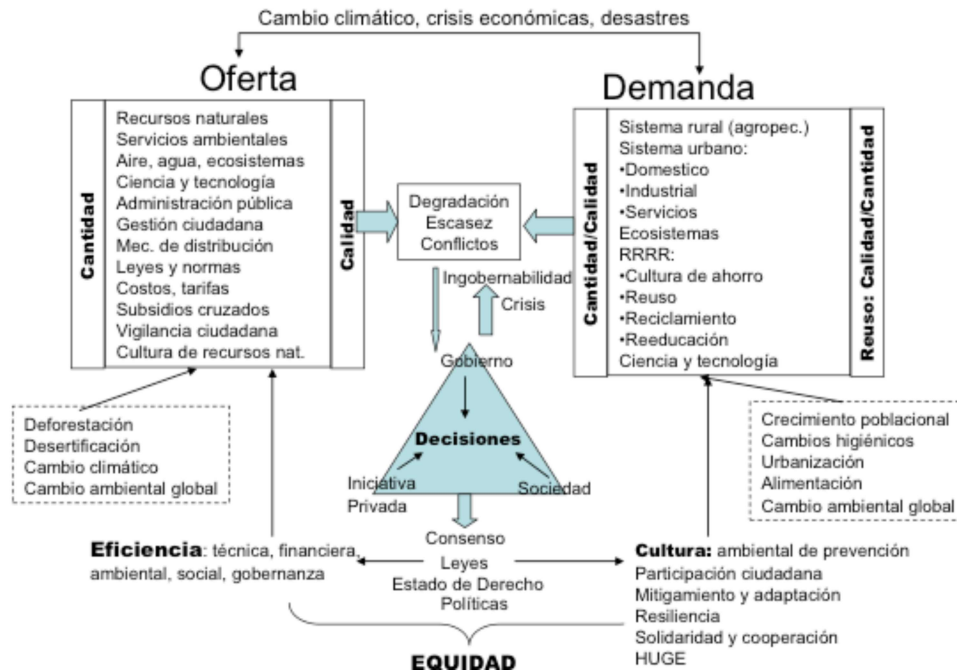 Cambio climático, crisis económicas, desastres
Oferta
Demanda
Cantidad
Recursos naturales
Servicios ambientales
Aire, agua, ecosistemas
Ciencia y tecnología
Administración pública
Gestión ciudadana
Mec. de distribución
Leyes y normas
Costos, tarifas
Subsidios cruzados
Vigilancia ciudadana
Cultura de recursos nat.
Calidad
Degradación
Escasez
Conflictos
Cantidad/Calidad
Sistema rural (agropec.)
Sistema urbano:
•Domestico
•Industrial
•Servicios
Ecosistemas
RRRR:
•Cultura de ahorro
•Reuso
•Reciclamiento
•Reeducación
Ciencia y tecnología
Reuso: Calidad/Cantidad
Ingobernabilidad
Crisis
Gobierno
Decisiones
Iniciativa
Privada
Sociedad
Deforestación
Desertificación
Cambio climático
Cambio ambiental global
Crecimiento poblacional
Cambios higiénicos
Urbanización
Alimentación
Cambio ambiental global
Eficiencia: técnica, financiera,
ambiental, social, gobernanza
Consenso
Leyes
Estado de Derecho
Políticas
Cultura: ambiental de prevención
Participación ciudadana
Mitigamiento y adaptación
Resiliencia
Solidaridad y cooperación
HUGE
EQUIDAD